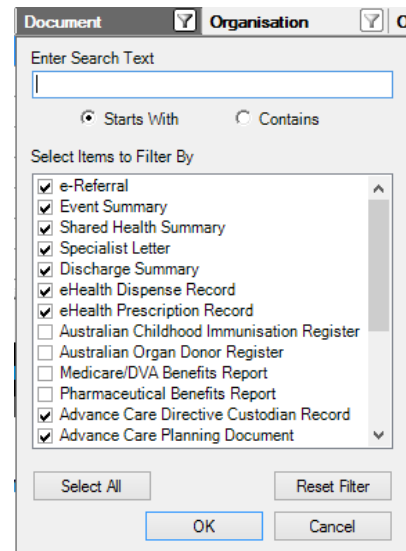 Document Organisation
Enter Search Text
Starts With Contains
Select Items to Filter By
e-Referral
Event Summary
Shared Health Summary
Specialist Letter
Discharge Summary
eHealth Dispense Record
eHealth Prescription Record
Australian Childhood Immunisation Register
Australian Organ Donor Register
Medicare/DVA Benefits Report
Pharmaceutical Benefits Report
Advance Care Directive Custodian Record
Advance Care Planning Document
Select All Reset Filter
OK Cancel